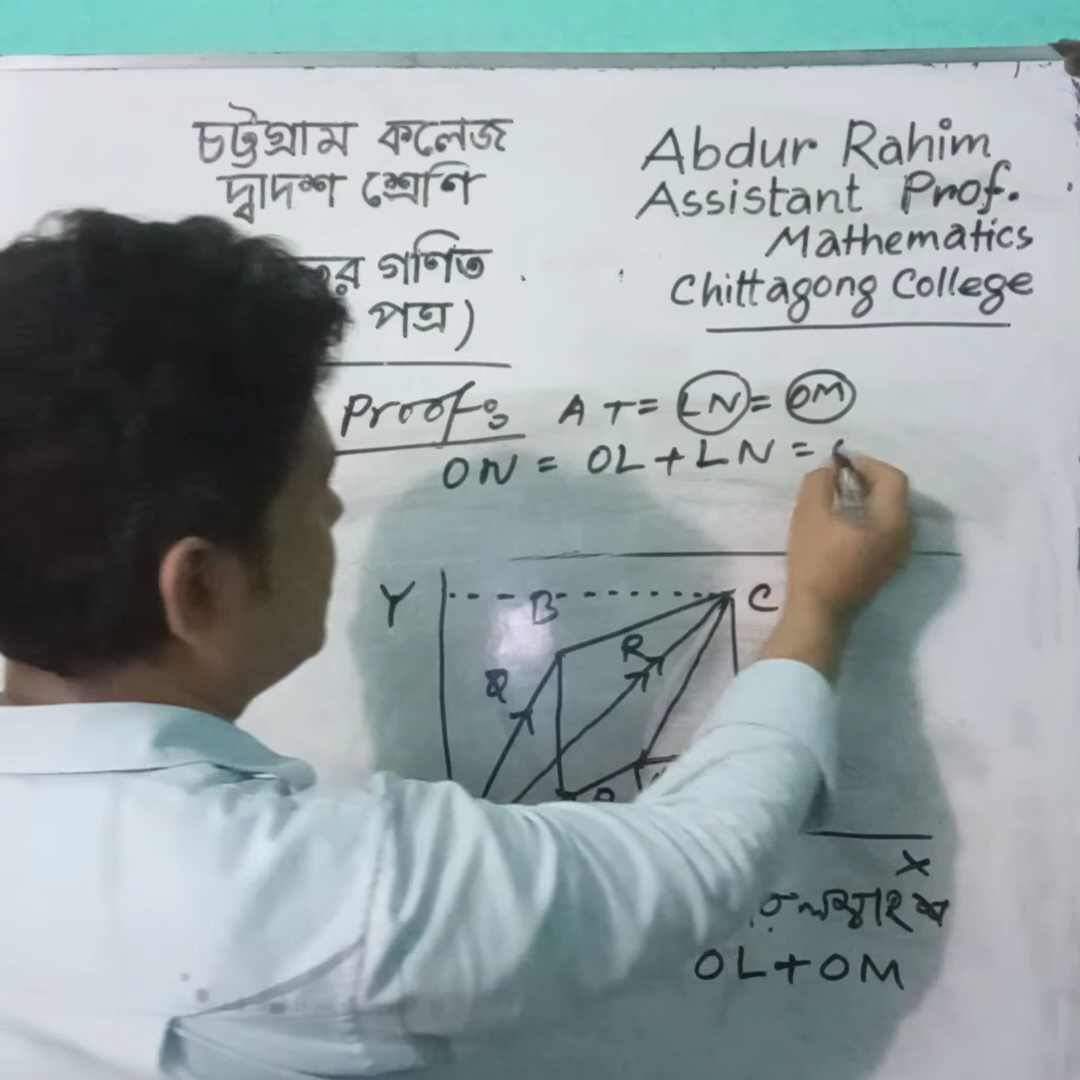 চট্টগ্রাম কলেজ
দ্বাদশ শ্রেণি
গণিত
পত্র)
Abdur Rahim
Assistant Prof.
Mathematics
Chittagong College
Proof:
AT = LN = OM
ON = OL + LN =
Y
B
C
Q
R
P
X
OL + OM